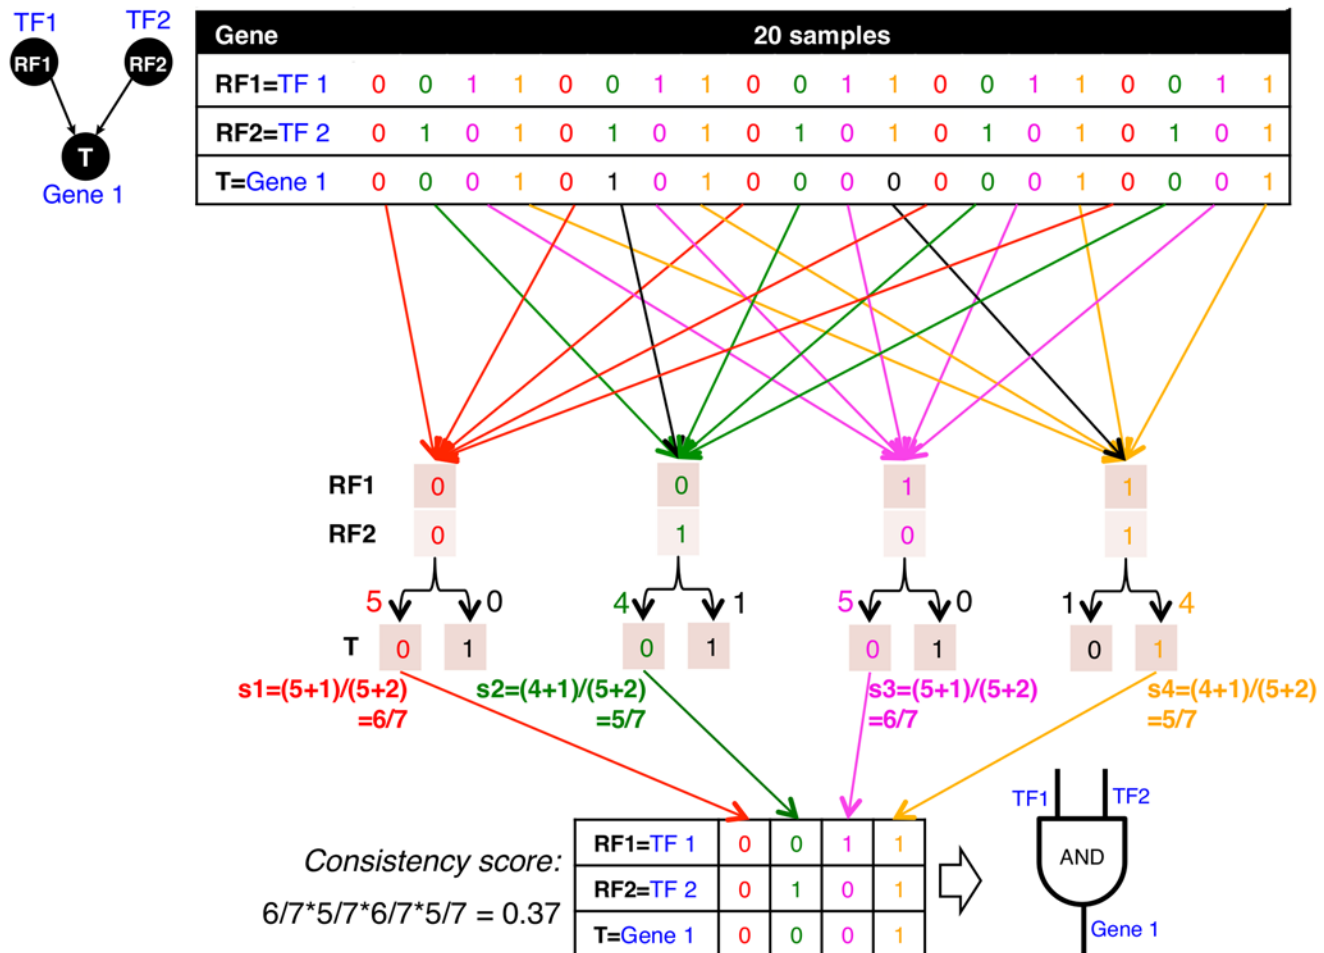 TF1 TF2
RF1 RF2
T
Gene 1
Gene 20 samples
RF1=TF 1 0 0 1 1 0 0 1 1 0 0 1 1 0 0 1 1 0 0 1 1
RF2=TF 2 0 1 0 1 0 1 0 1 0 1 0 1 0 1 0 1 0 1 0 1
T=Gene 1 0 0 0 1 0 1 0 1 0 0 0 0 0 0 0 1 0 0 0 1
RF1 0 0 1 1
RF2 0 1 0 1
5 0 4 1 5 0 1 4
T 0 1 0 1 0 1 0 1
s1=(5+1)/(5+2) s2=(4+1)/(5+2) s3=(5+1)/(5+2) s4=(4+1)/(5+2)
=6/7 =5/7 =6/7 =5/7
Consistency score:
6/7*5/7*6/7*5/7 = 0.37
RF1=TF 1 0 0 1 1
RF2=TF 2 0 1 0 1
T=Gene 1 0 0 0 1
TF1 TF2
AND
Gene 1